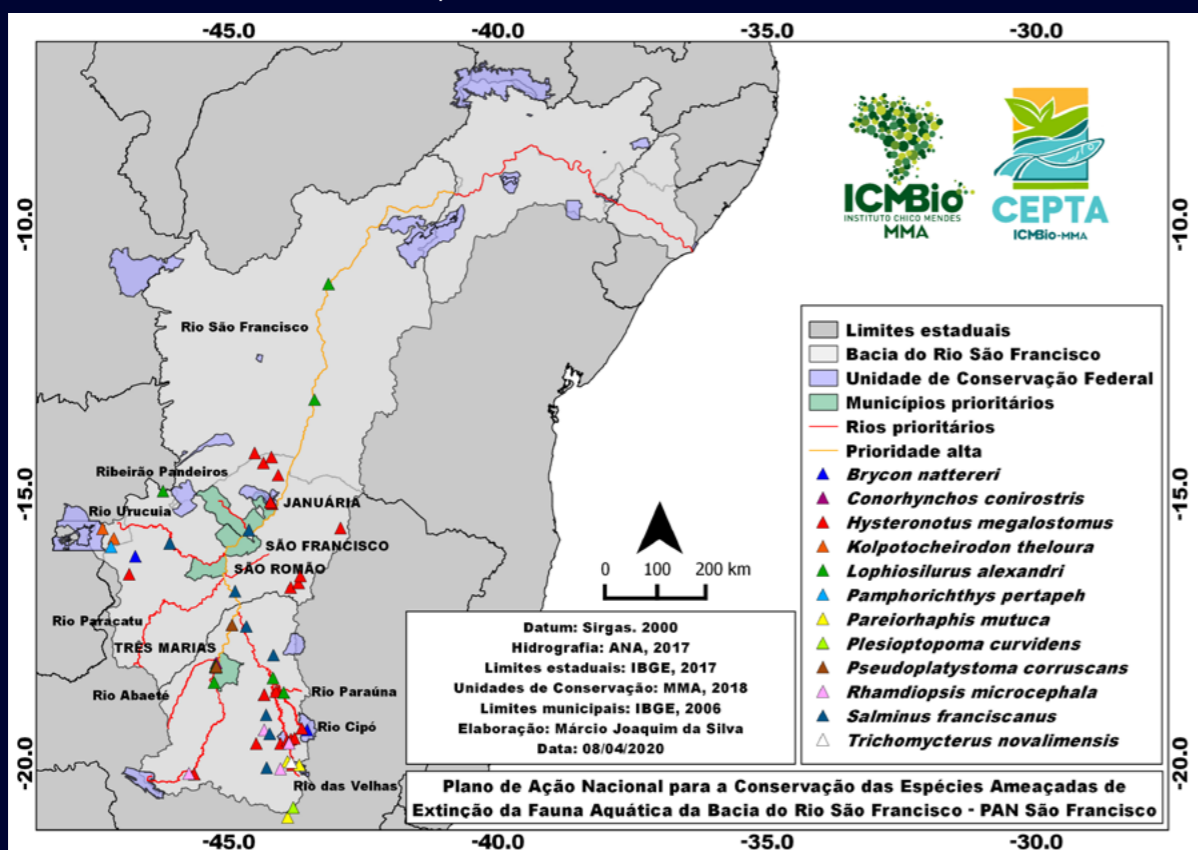 -45.0
-40.0
-35.0
-30.0
-10.0
-15.0
-20.0
-10.0
-15.0
-20.0
-45.0
-40.0
-35.0
-30.0
ICMBio
INSTITUTO CHICO MENDES
MMA
CEPTA
ICMBio-MMA
Rio São Francisco
Ribeirão Pandeiros
Rio Urucuia
JANUÁRIA
SÃO FRANCISCO
SÃO ROMÃO
Rio Paracatu
TRÊS MARIAS
Rio Abaeté
Rio Paraúna
Rio Cipó
Rio das Velhas
0 100 200 km
Limites estaduais
Bacia do Rio São Francisco
Unidade de Conservação Federal
Municípios prioritários
Rios prioritários
Prioridade alta
Brycon nattereri
Conorhynchos conirostris
Hysteronotus megalostomus
Kolpotocheirodon theloura
Lophiosilurus alexandri
Pamphorichthys pertapeh
Pareiorhaphis mutuca
Plesioptopoma curvidens
Pseudoplatystoma corruscans
Rhamdiopsis microcephala
Salminus franciscanus
Trichomycterus novalimensis
Datum: Sirgas. 2000
Hidrografia: ANA, 2017
Limites estaduais: IBGE, 2017
Unidades de Conservação: MMA, 2018
Limites municipais: IBGE, 2006
Elaboração: Márcio Joaquim da Silva
Data: 08/04/2020
Plano de Ação Nacional para a Conservação das Espécies Ameaçadas de
Extinção da Fauna Aquática da Bacia do Rio São Francisco - PAN São Francisco